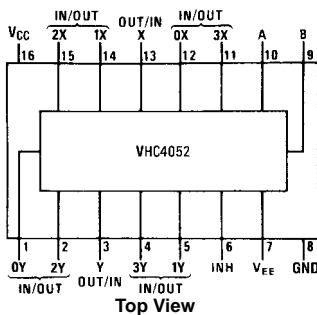 IN/OUT OUT/IN IN/OUT
VCC 2X 1X X 0X 3X A B
16 15 14 13 12 11 10 9
VHC4052
1 2 3 4 5 6 7 8
0Y 2Y Y 3Y 1Y INH VEE GND
IN/OUT OUT/IN IN/OUT
Top View